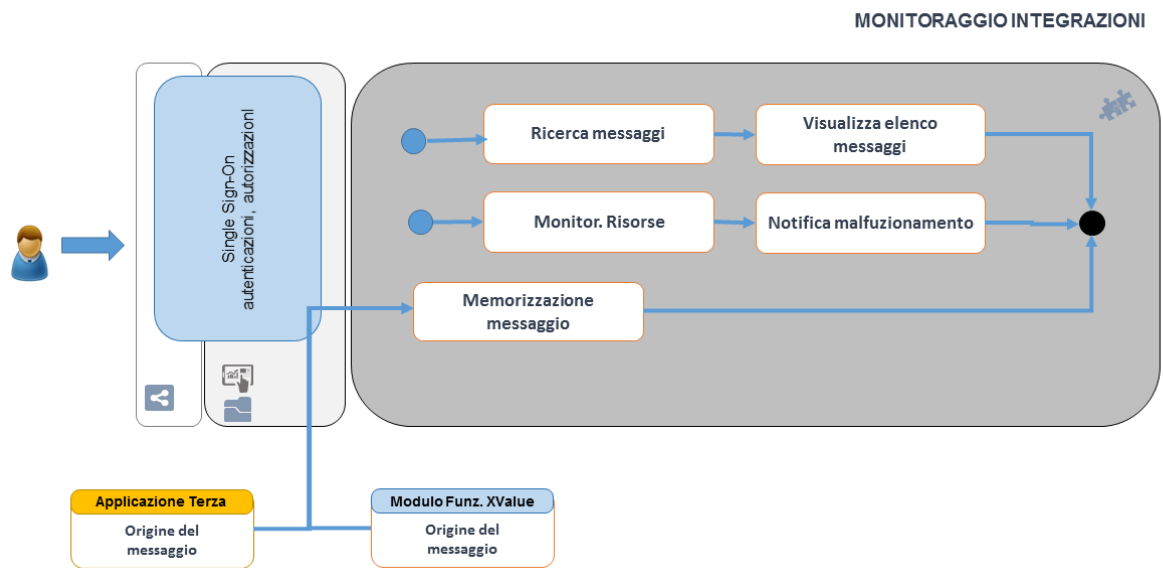 MONITORAGGIO INTEGRAZIONI
Single Sign-On
autenticazioni, autorizzazionI
Ricerca messaggi
Visualizza elenco
messaggi
Monitor. Risorse
Notifica malfuzionamento
Memorizzazione
messaggio
Applicazione Terza
Origine del
messaggio
Modulo Funz. XValue
Origine del
messaggio